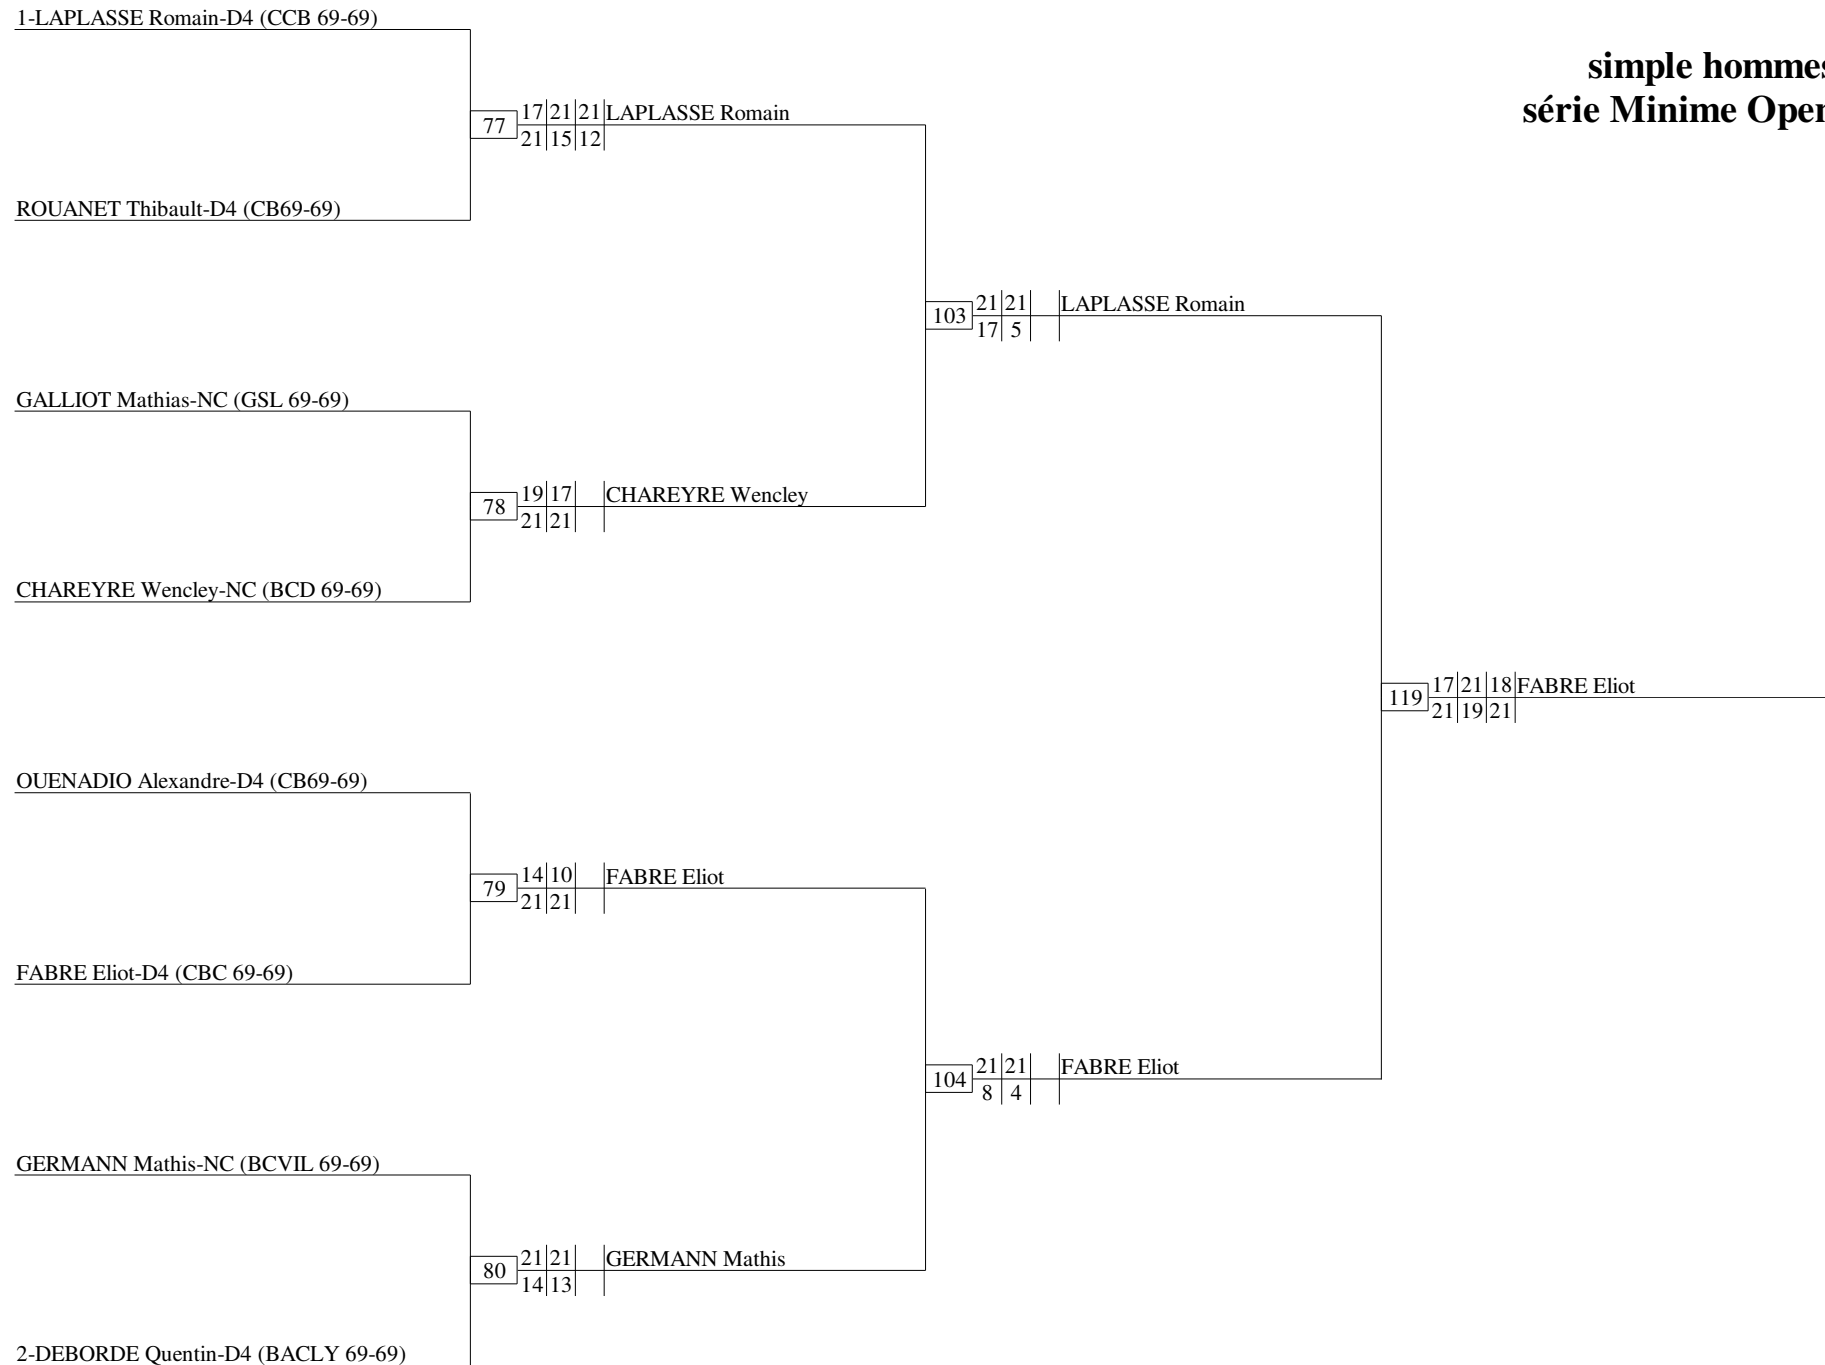 1-LAPLASSE Romain-D4 (CCB 69-69)
simple hommes
série Minime Open
17 21 21 LAPLASSE Romain
77
21 15 12
ROUANET Thibault-D4 (CB69-69)
21 21 LAPLASSE Romain
103
17 5
GALLIOT Mathias-NC (GSL 69-69)
19 17 CHAREYRE Wencley
78
21 21
CHAREYRE Wencley-NC (BCD 69-69)
17 21 18 FABRE Eliot
119
21 19 21
OUENADIO Alexandre-D4 (CB69-69)
14 10 FABRE Eliot
79
21 21
FABRE Eliot-D4 (CBC 69-69)
21 21 FABRE Eliot
104
8 4
GERMANN Mathis-NC (BCVIL 69-69)
21 21 GERMANN Mathis
80
14 13
2-DEBORDE Quentin-D4 (BACLY 69-69)